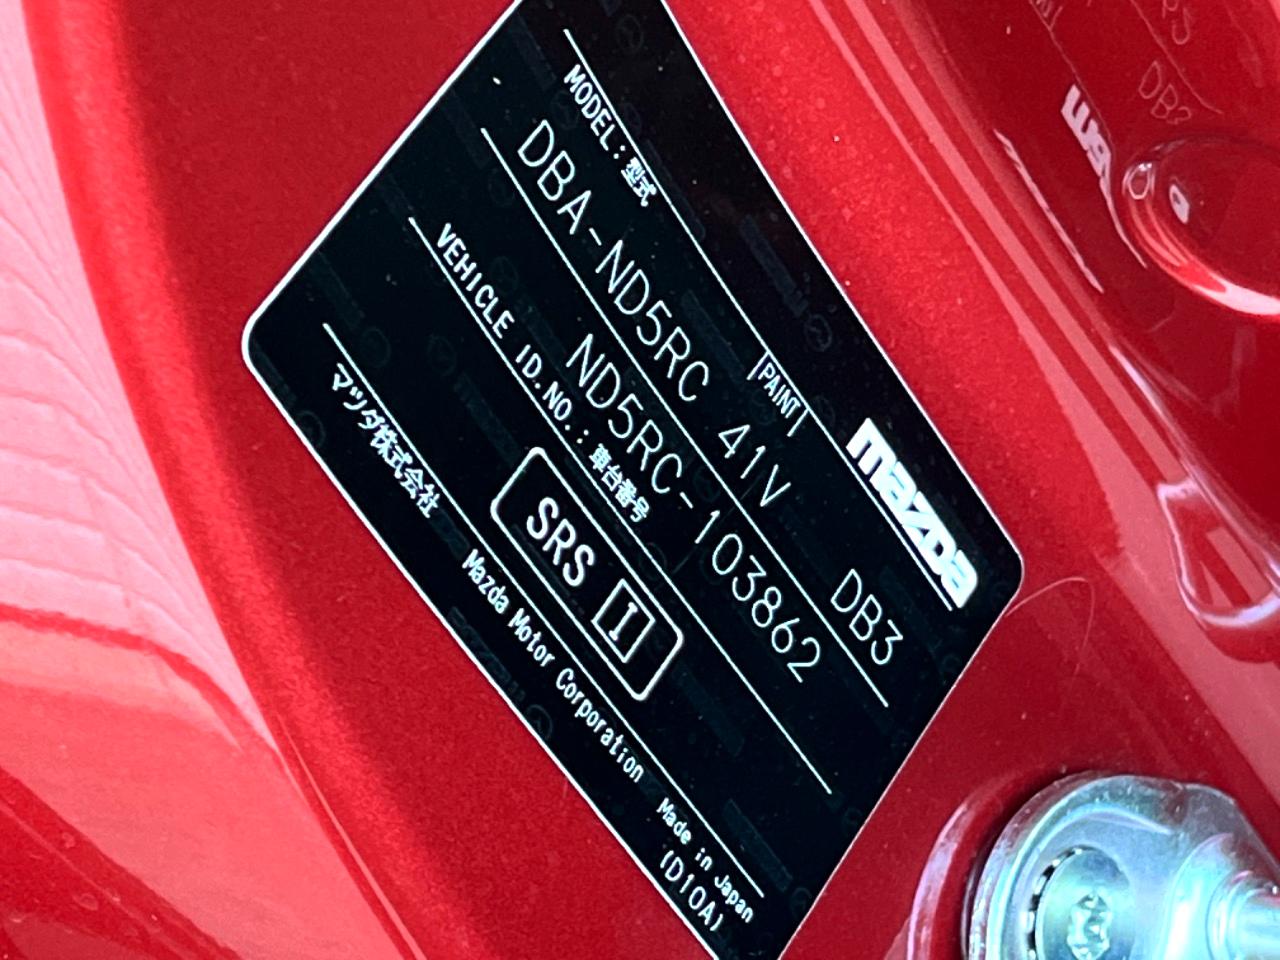 mazda
MODEL:型式
PAINT
DBA-ND5RC 41V DB3
VEHICLE ID.NO.:車台番号
ND5RC-103862
SRS II
マツダ株式会社 Mazda Motor Corporation Made in Japan
(D10A)